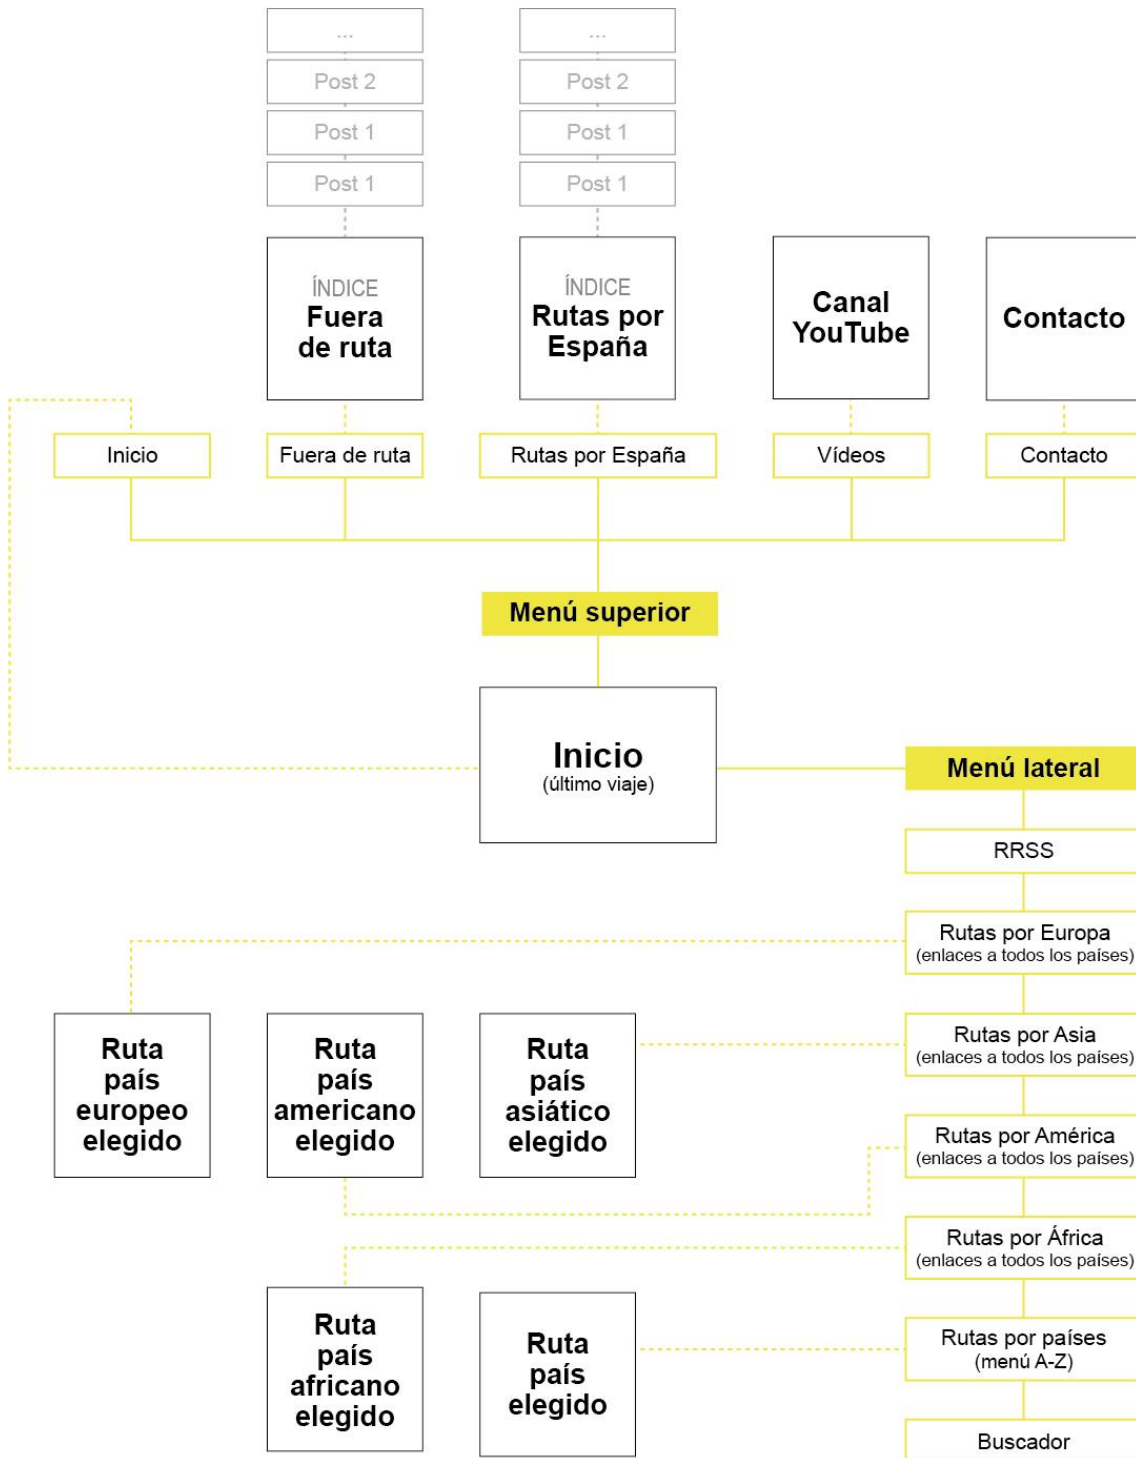 ...
...
Post 2
Post 2
Post 1
Post 1
Post 1
Post 1
ÍNDICE
Fuera
de ruta
ÍNDICE
Rutas por
España
Canal
YouTube
Contacto
Inicio
Fuera de ruta
Rutas por España
Vídeos
Contacto
Menú superior
Inicio
(último viaje)
Menú lateral
RRSS
Rutas por Europa
(enlaces a todos los países)
Ruta
país
europeo
elegido
Ruta
país
americano
elegido
Ruta
país
asiático
elegido
Rutas por Asia
(enlaces a todos los países)
Rutas por América
(enlaces a todos los países)
Rutas por África
(enlaces a todos los países)
Ruta
país
africano
elegido
Ruta
país
elegido
Rutas por países
(menú A-Z)
Buscador